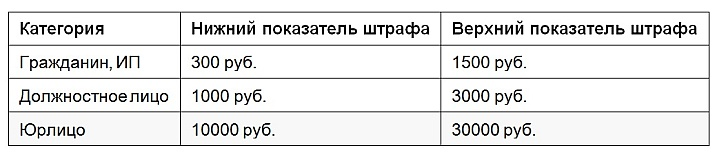 Категория Нижний показатель штрафа Верхний показатель штрафа
Гражданин, ИП 300 руб. 1500 руб.
Должностное лицо 1000 руб. 3000 руб.
Юрлицо 10000 руб. 30000 руб.